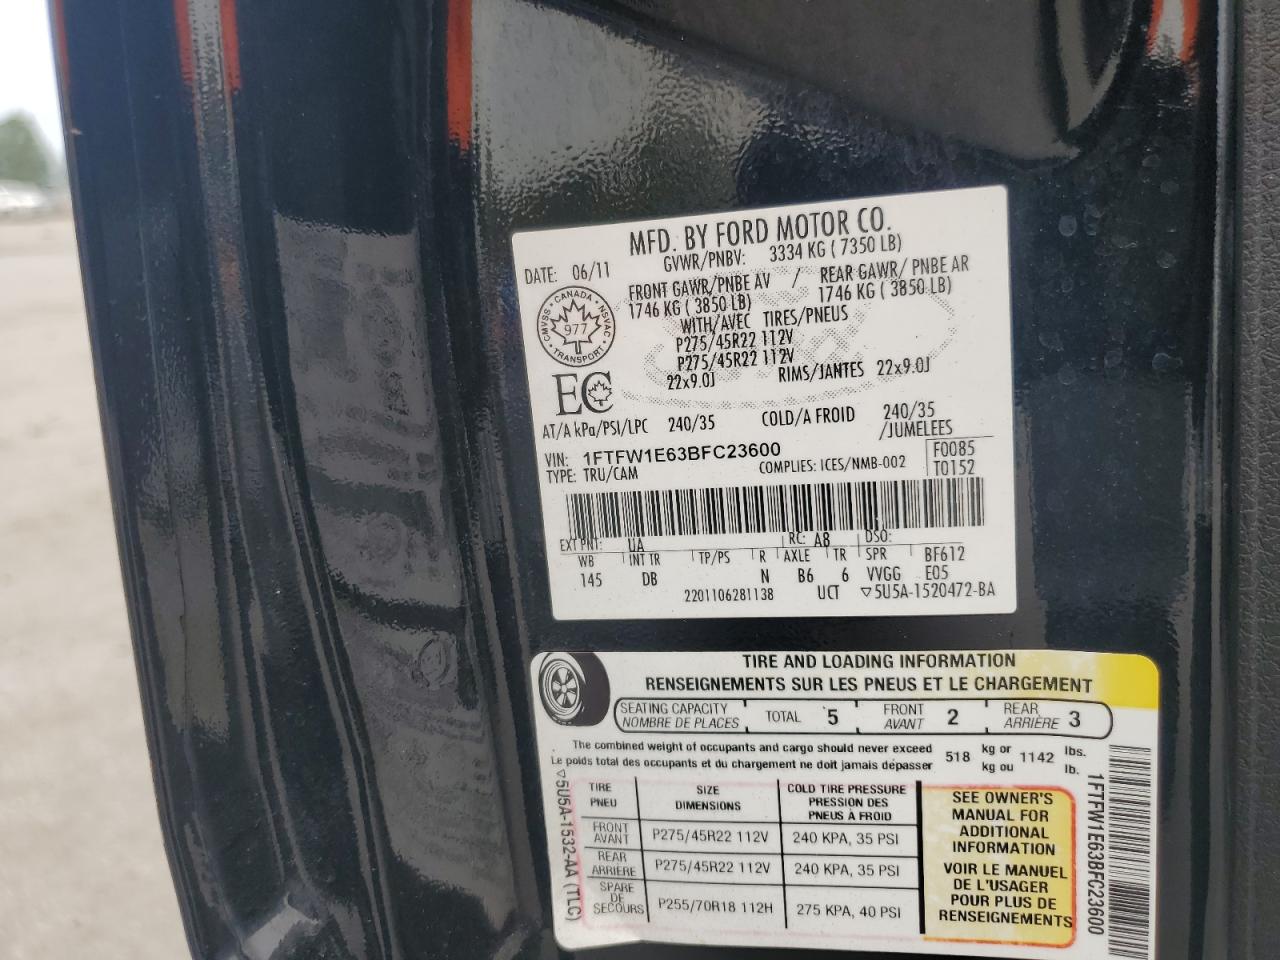 MFD. BY FORD MOTOR CO.
DATE: 06/11
GVWR/PNBV: 3334 KG ( 7350 LB)
FRONT GAWR/PNBE AV / REAR GAWR/ PNBE AR
1746 KG ( 3850 LB) 1746 KG ( 3850 LB)
WITH/AVEC TIRES/PNEUS
P275/45R22 112V
P275/45R22 112V
22x9.0J RIMS/JANTES 22x9.0J
CMVSS • CANADA • NSVAC • TRANSPORT
977
EC
AT/A kPa/PSI/LPC 240/35 COLD/A FROID 240/35
/JUMELEES
VIN: 1FTFW1E63BFC23600
TYPE: TRU/CAM COMPLIES: ICES/NMB-002
F0085
T0152
EXT PNT: UA RC: A8 DSO:
WB INT TR TP/PS R AXLE TR SPR BF612
145 DB N B6 6 VVGG E05
2201106281138 UCT ▽5U5A-1520472-BA
TIRE AND LOADING INFORMATION
RENSEIGNEMENTS SUR LES PNEUS ET LE CHARGEMENT
SEATING CAPACITY
NOMBRE DE PLACES
TOTAL 5
FRONT
AVANT 2
REAR
ARRIÈRE 3
The combined weight of occupants and cargo should never exceed
Le poids total des occupants et du chargement ne doit jamais dépasser
518 kg or 1142 lbs.
kg ou lb.
TIRE
PNEU
SIZE
DIMENSIONS
COLD TIRE PRESSURE
PRESSION DES
PNEUS À FROID
FRONT
AVANT
P275/45R22 112V
240 KPA, 35 PSI
REAR
ARRIÈRE
P275/45R22 112V
240 KPA, 35 PSI
SPARE
DE
SECOURS
P255/70R18 112H
275 KPA, 40 PSI
SEE OWNER'S
MANUAL FOR
ADDITIONAL
INFORMATION
VOIR LE MANUEL
DE L'USAGER
POUR PLUS DE
RENSEIGNEMENTS
▽5U5A-1532-AA (TLC)
1FTFW1E63BFC23600